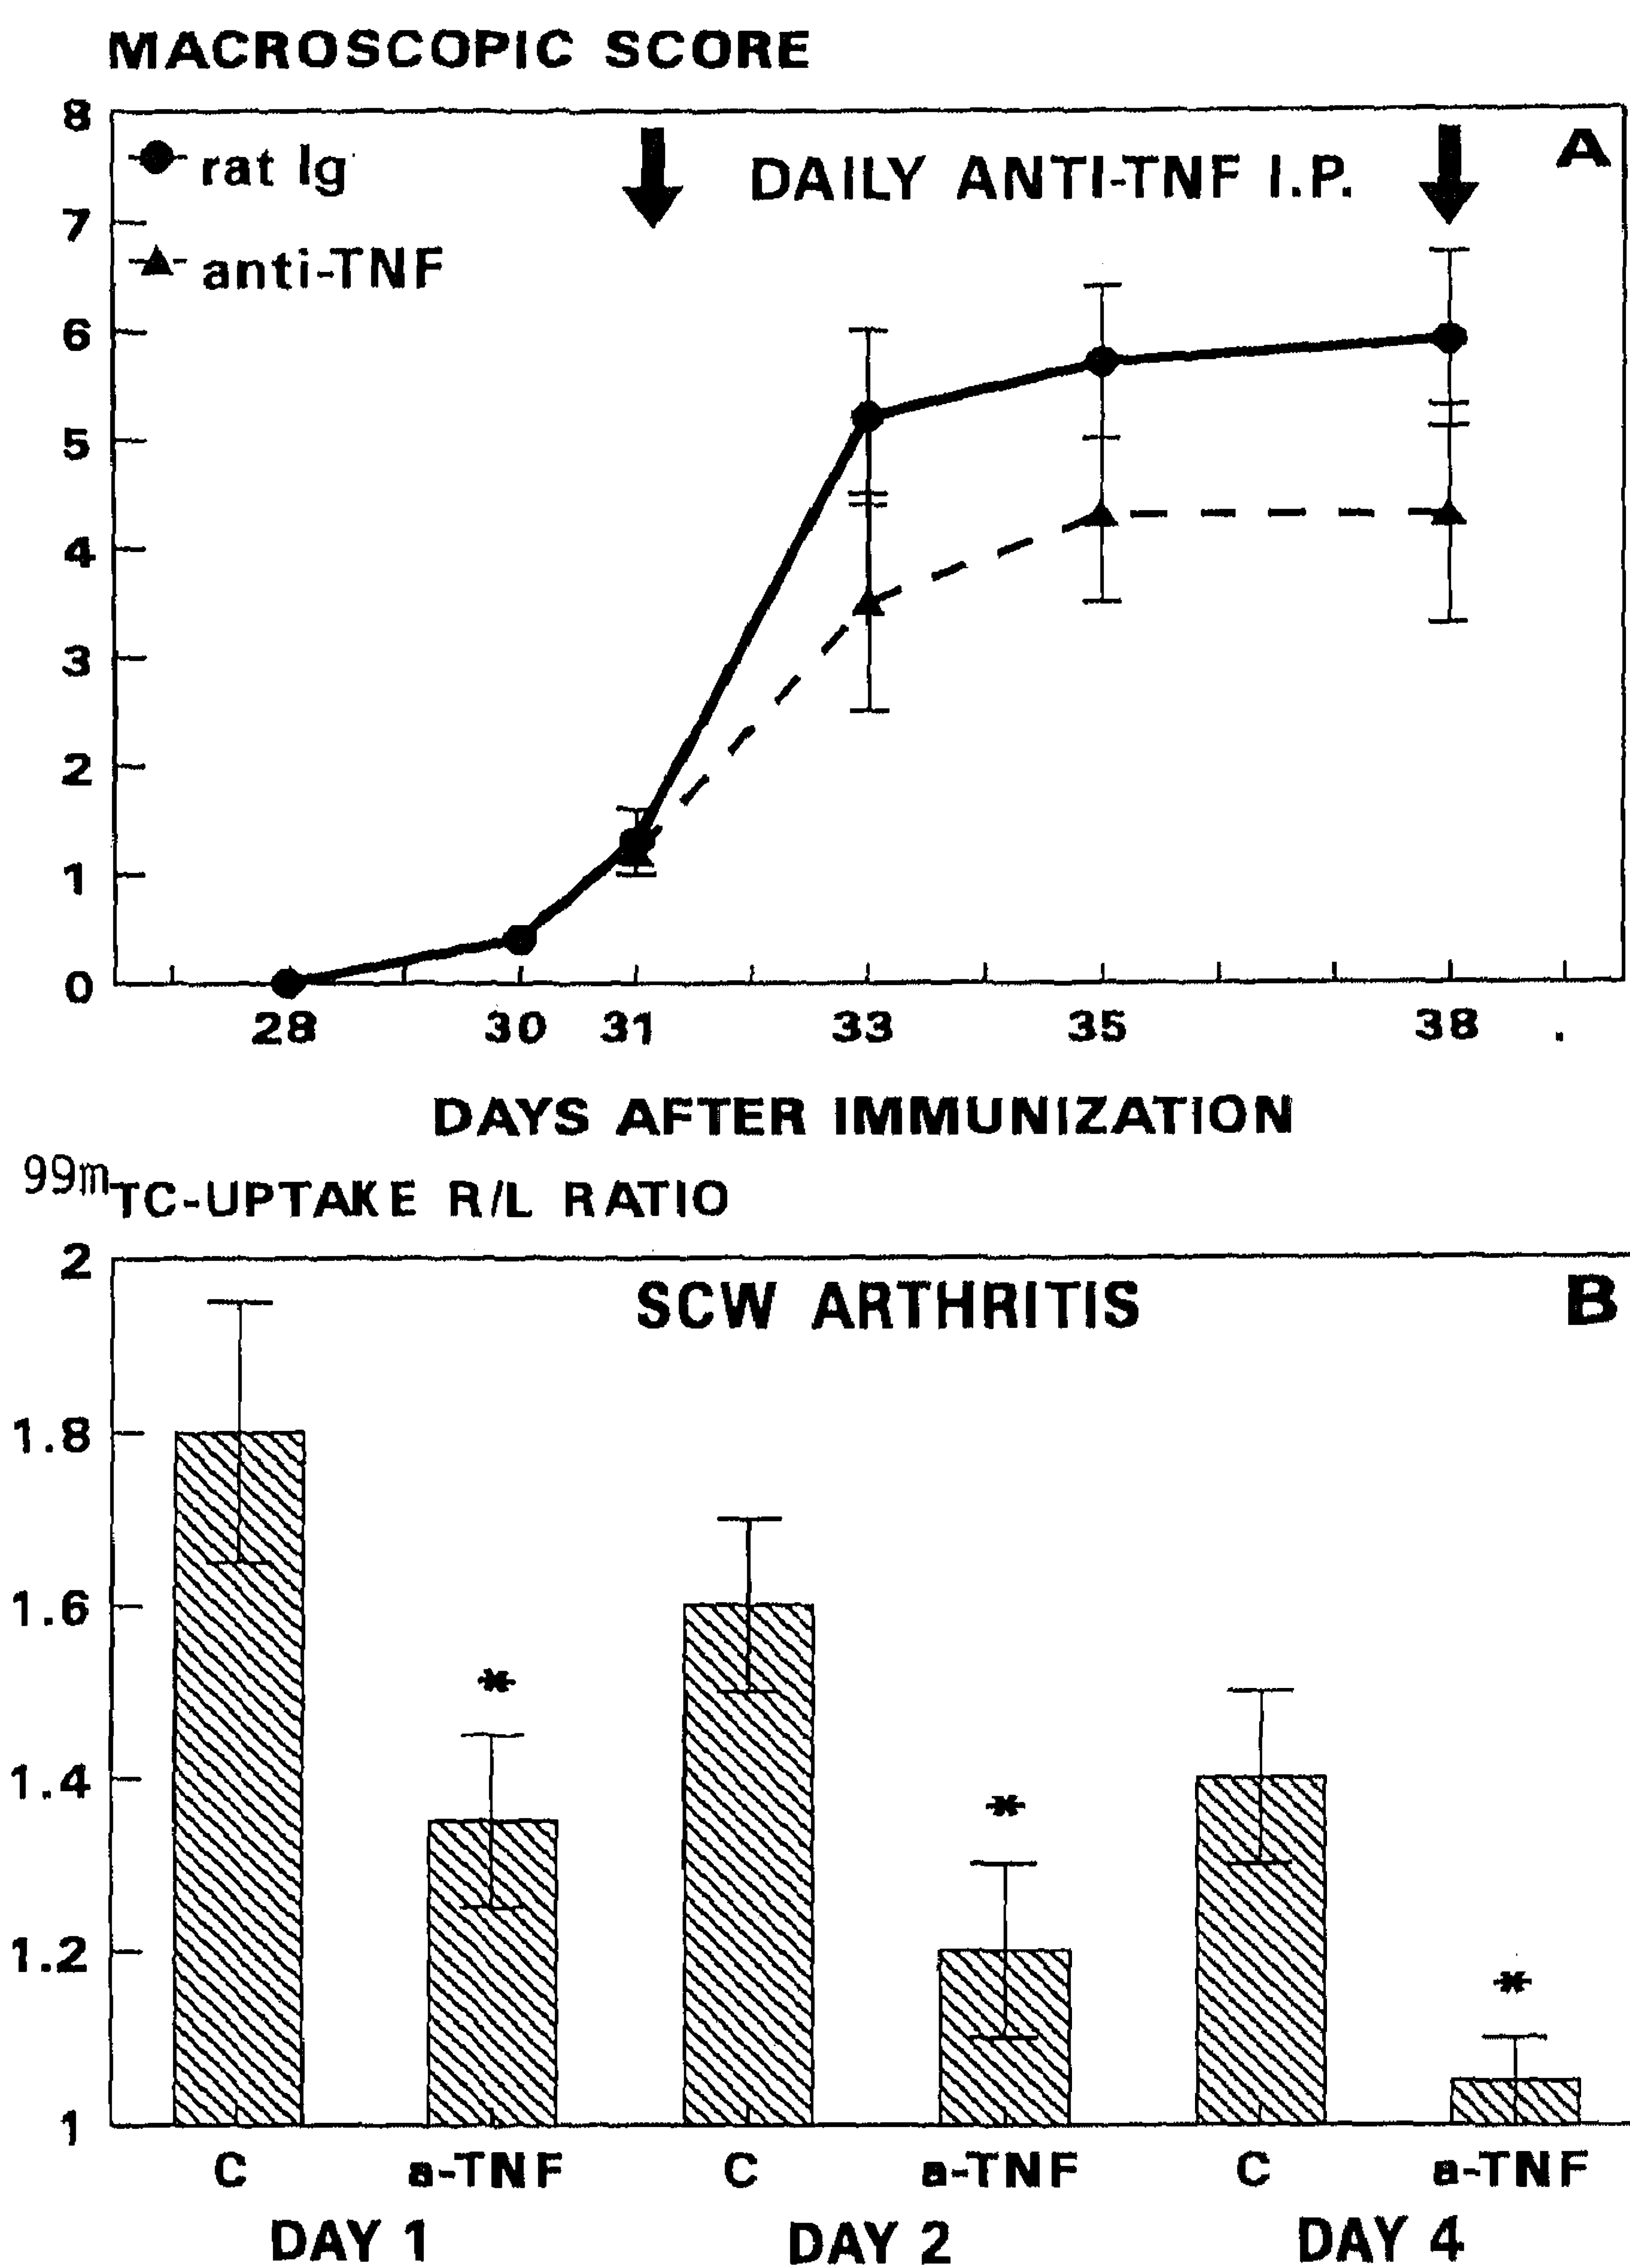 MACROSCOPIC SCORE
8
A
rat Ig
DAILY ANTI-TNF I.P.
7
anti-TNF
6
5
4
3
2
1
0
28 30 31 33 35 38
DAYS AFTER IMMUNIZATION
99mTC-UPTAKE R/L RATIO
2
SCW ARTHRITIS
B
1.8
1.6
*
1.4
*
1.2
*
1
C a-TNF C a-TNF C a-TNF
DAY 1 DAY 2 DAY 4